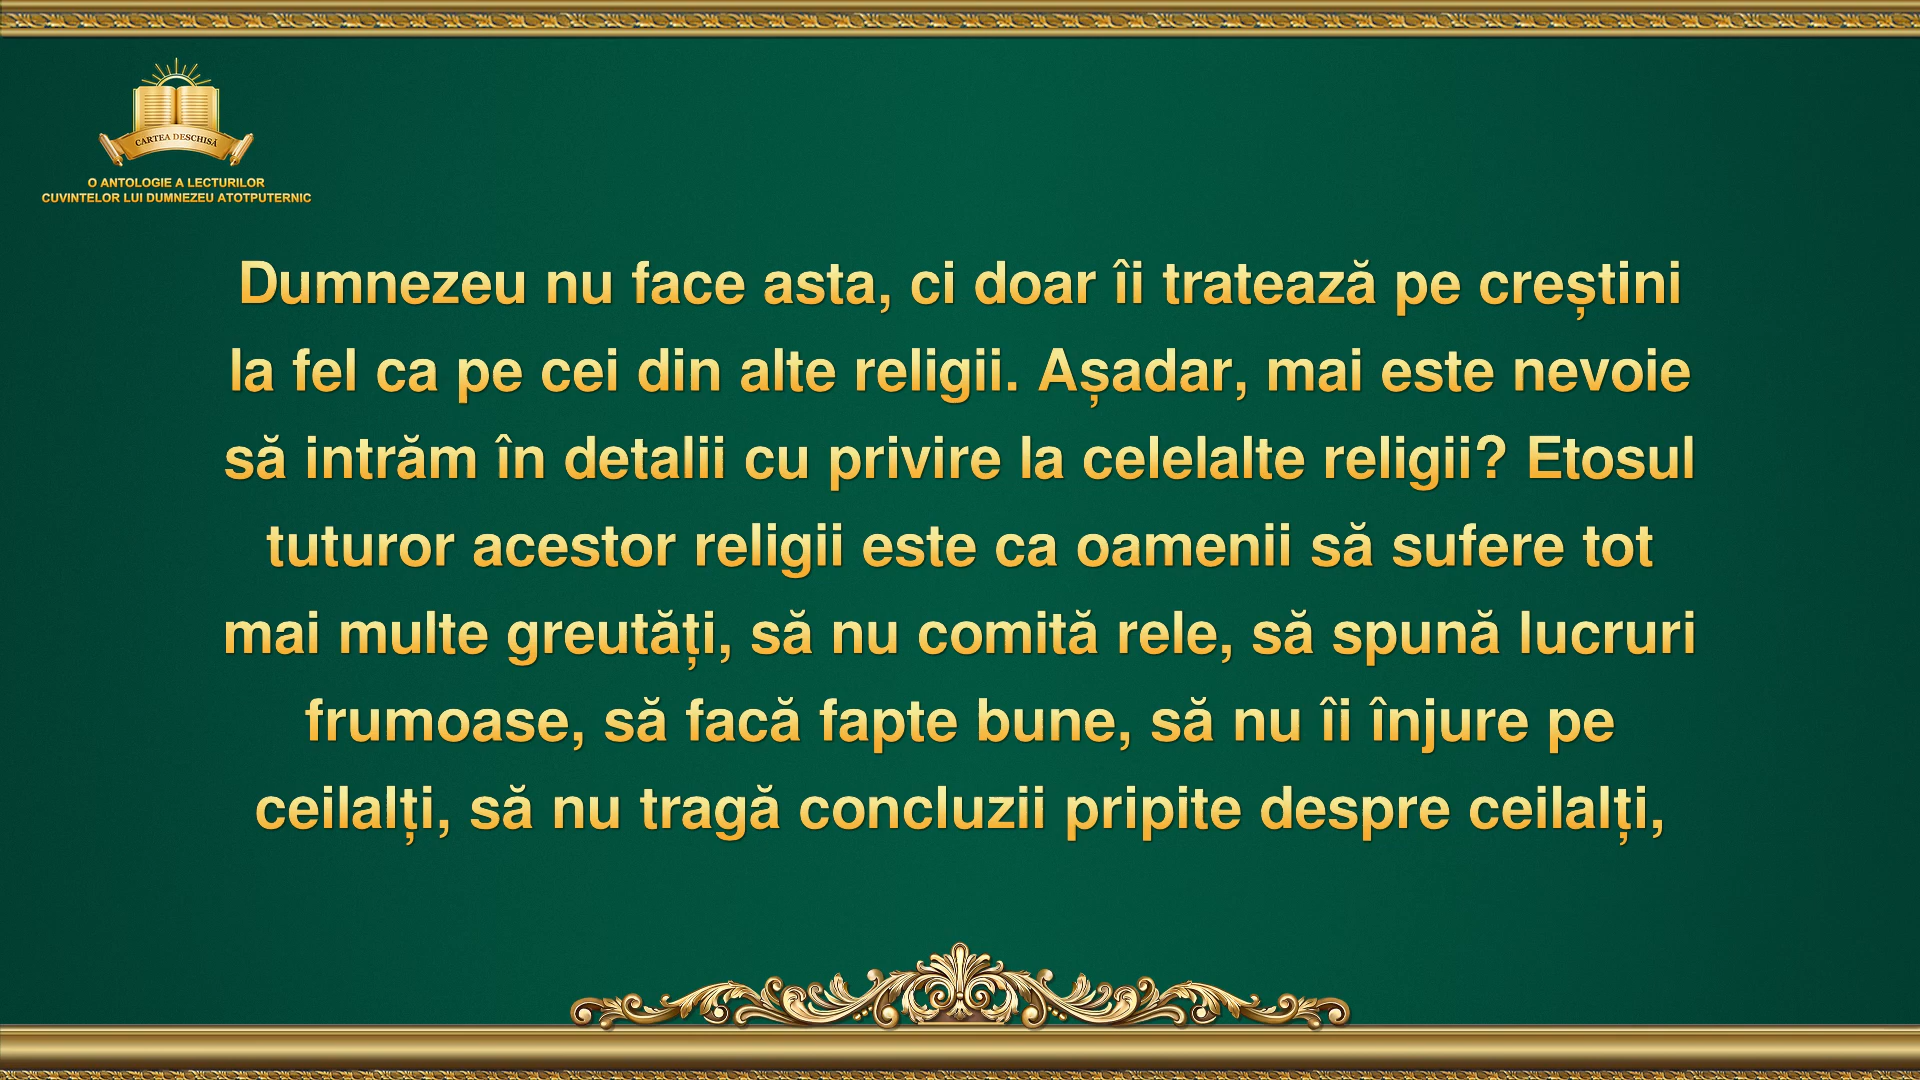 CARTEA DESCHISĂ
O ANTOLOGIE A LECTURILOR
CUVINTELOR LUI DUMNEZEU ATOTPUTERNIC
Dumnezeu nu face asta, ci doar îi tratează pe creștini
la fel ca pe cei din alte religii. Așadar, mai este nevoie
să intrăm în detalii cu privire la celelalte religii? Etosul
tuturor acestor religii este ca oamenii să sufere tot
mai multe greutăți, să nu comită rele, să spună lucruri
frumoase, să facă fapte bune, să nu îi înjure pe
ceilalți, să nu tragă concluzii pripite despre ceilalți,